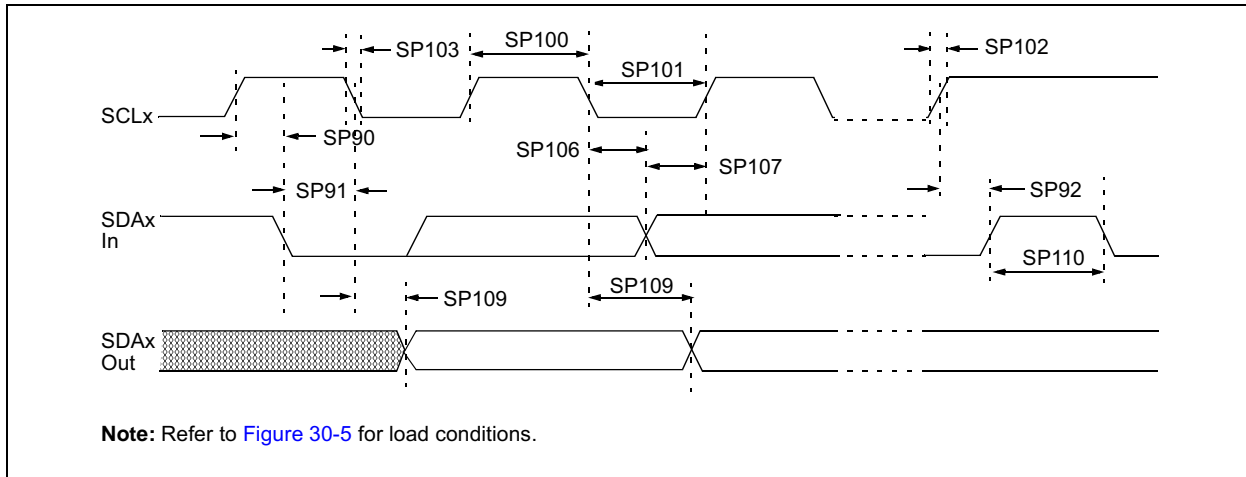 SP103
SP100
SP101
SP102
SCLx
SP90
SP106
SP107
SP91
SP92
SDAx
In
SP110
SP109
SP109
SDAx
Out
Note: Refer to Figure 30-5 for load conditions.